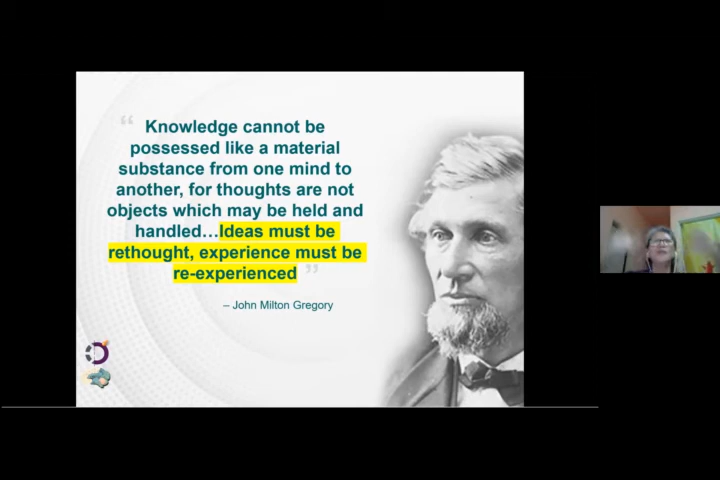 “ Knowledge cannot be
possessed like a material
substance from one mind to
another, for thoughts are not
objects which may be held and
handled…Ideas must be
rethought, experience must be
re-experienced ”
– John Milton Gregory